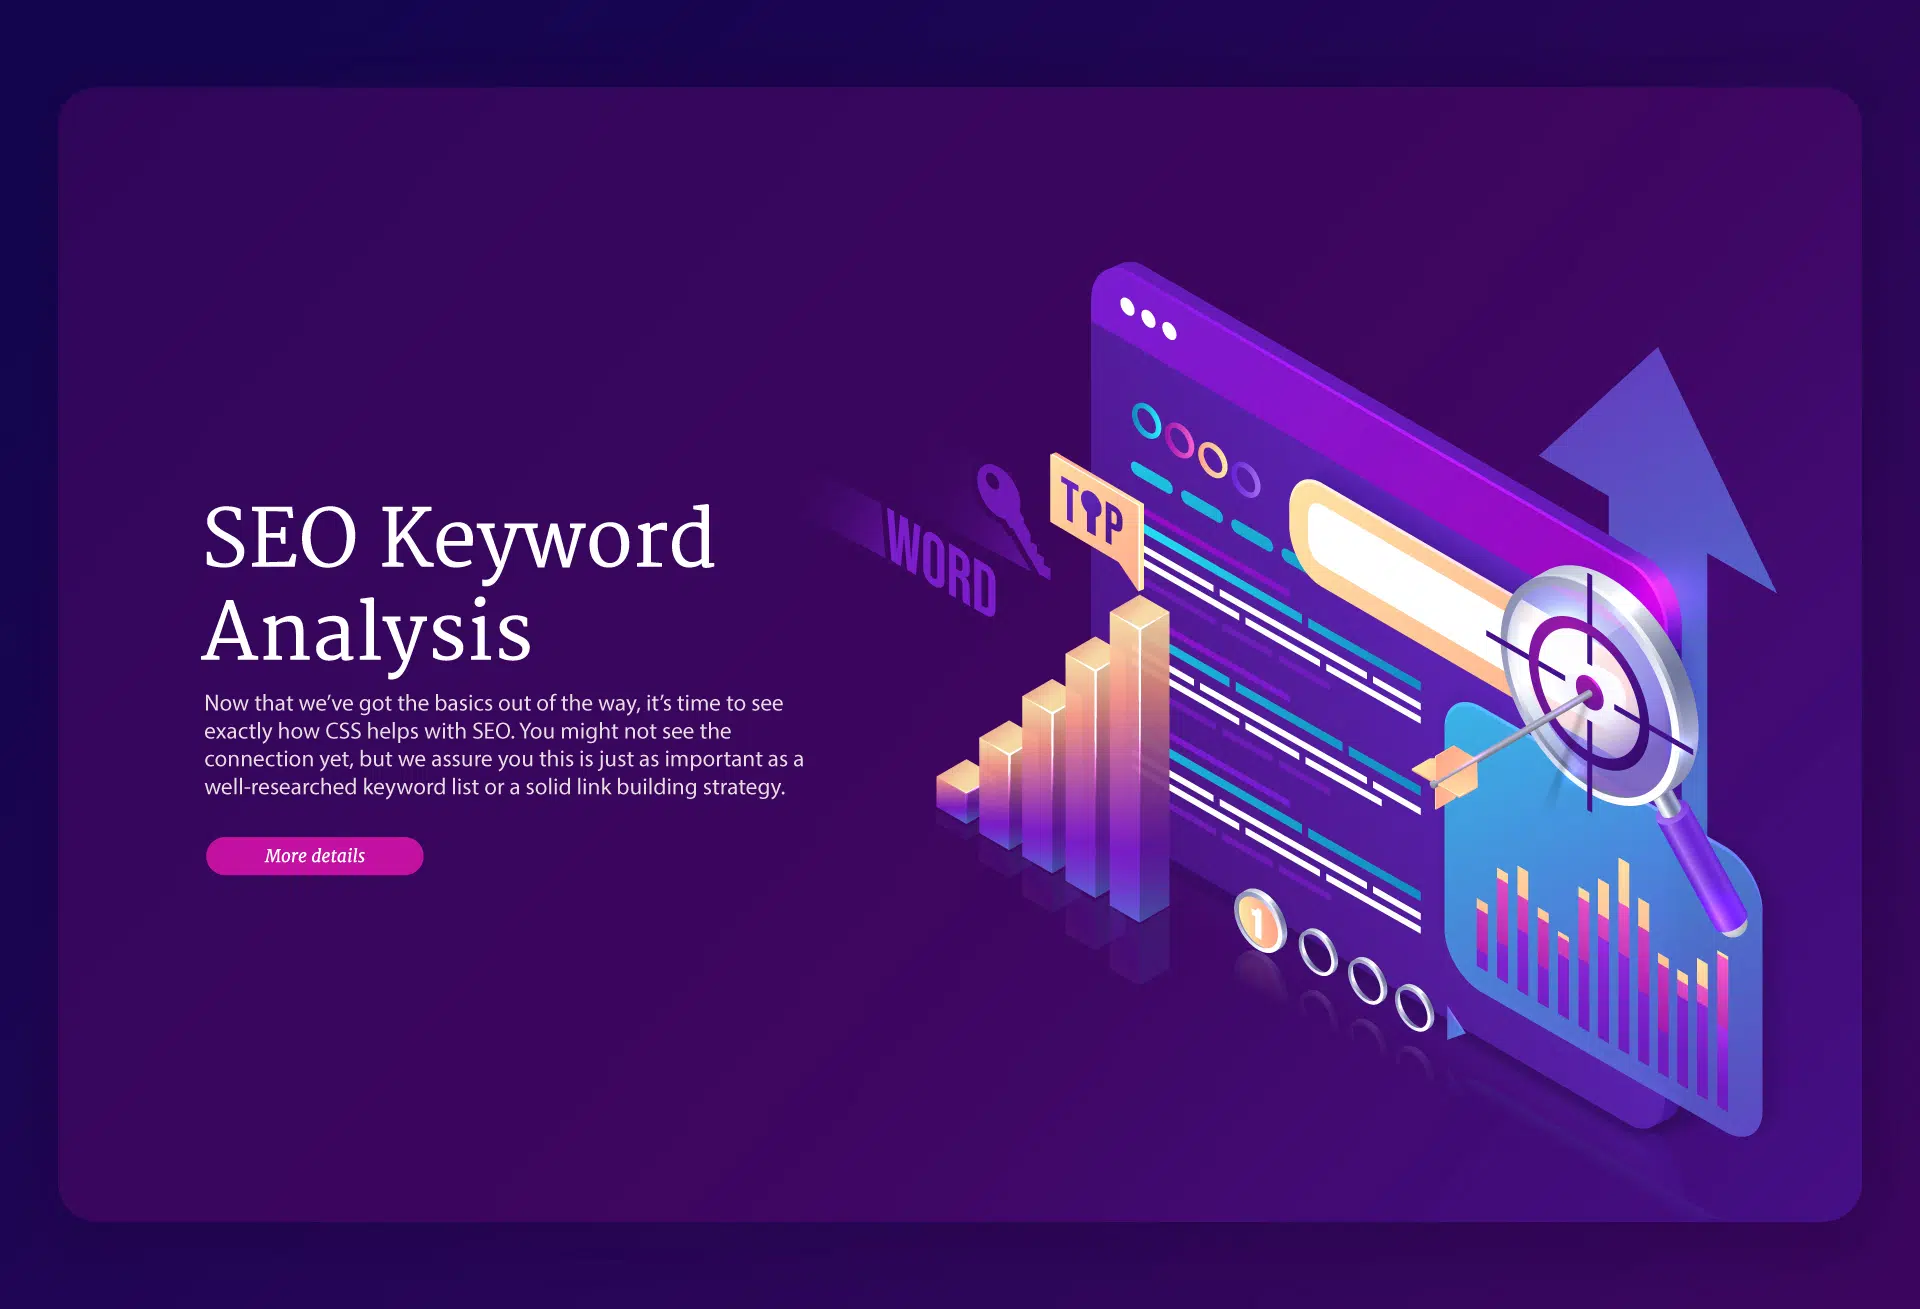 SEO Keyword
Analysis
Now that we’ve got the basics out of the way, it’s time to see
exactly how CSS helps with SEO. You might not see the
connection yet, but we assure you this is just as important as a
well-researched keyword list or a solid link building strategy.
More details
WORD
TOP
1